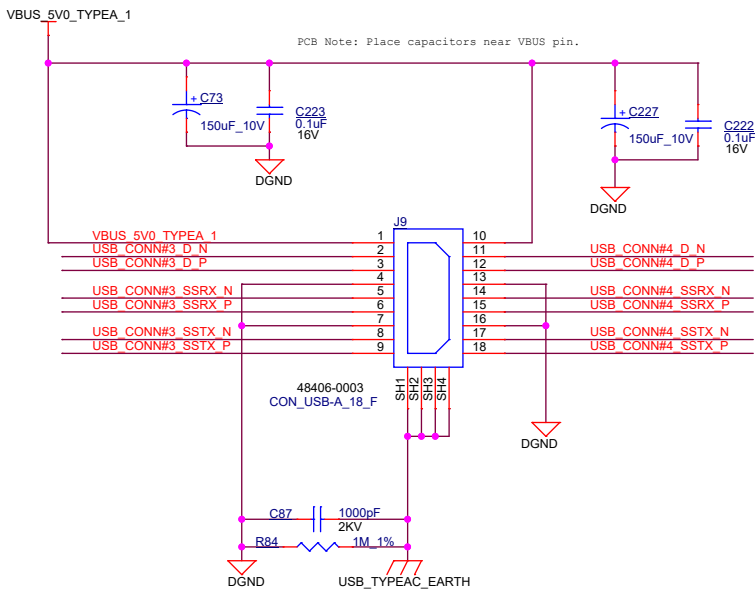 VBUS_5V0_TYPEA_1
PCB Note: Place capacitors near VBUS pin.
+ C73
150uF_10V
C223
0.1uF
16V
DGND
+ C227
150uF_10V
C222
0.1uF
16V
DGND
J9
VBUS_5V0_TYPEA_1 1 10
USB_CONN#3_D_N 2 11 USB_CONN#4_D_N
USB_CONN#3_D_P 3 12 USB_CONN#4_D_P
4 13
USB_CONN#3_SSRX_N 5 14 USB_CONN#4_SSRX_N
USB_CONN#3_SSRX_P 6 15 USB_CONN#4_SSRX_P
7 16
USB_CONN#3_SSTX_N 8 17 USB_CONN#4_SSTX_N
USB_CONN#3_SSTX_P 9 18 USB_CONN#4_SSTX_P
SH1 SH2 SH3 SH4
48406-0003
CON_USB-A_18_F
DGND
C87 1000pF
2KV
R84 1M_1%
DGND
USB_TYPEAC_EARTH